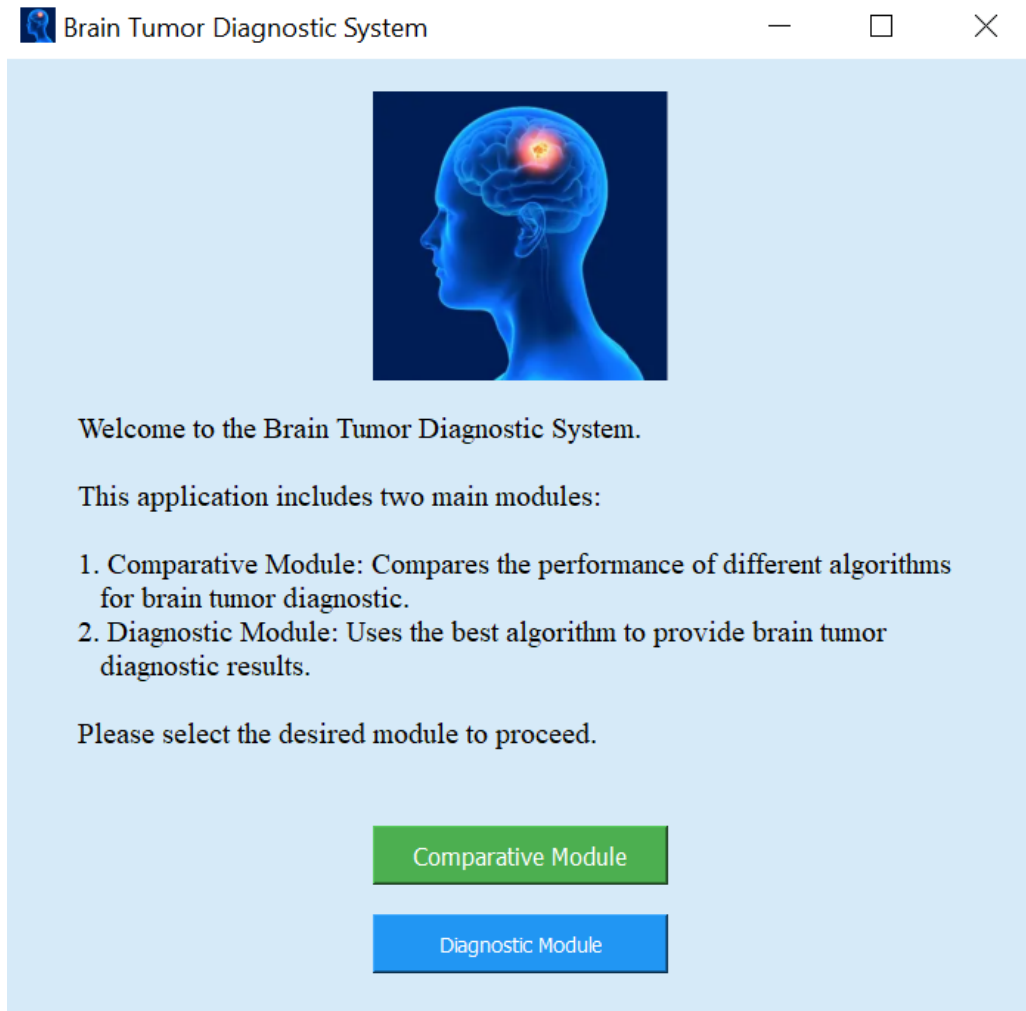 Brain Tumor Diagnostic System
Welcome to the Brain Tumor Diagnostic System.
This application includes two main modules:
1. Comparative Module: Compares the performance of different algorithms
for brain tumor diagnostic.
2. Diagnostic Module: Uses the best algorithm to provide brain tumor
diagnostic results.
Please select the desired module to proceed.
Comparative Module
Diagnostic Module